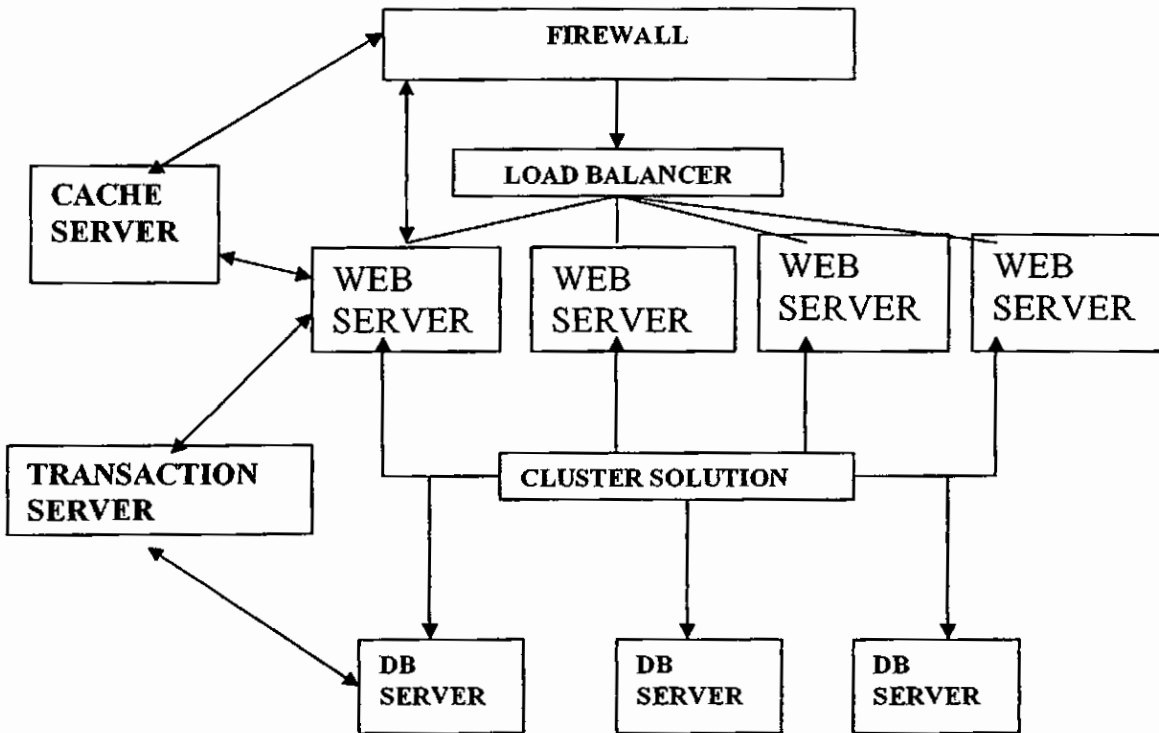 FIREWALL
LOAD BALANCER
CACHE
SERVER
WEB
SERVER
WEB
SERVER
WEB
SERVER
WEB
SERVER
TRANSACTION
SERVER
CLUSTER SOLUTION
DB
SERVER
DB
SERVER
DB
SERVER